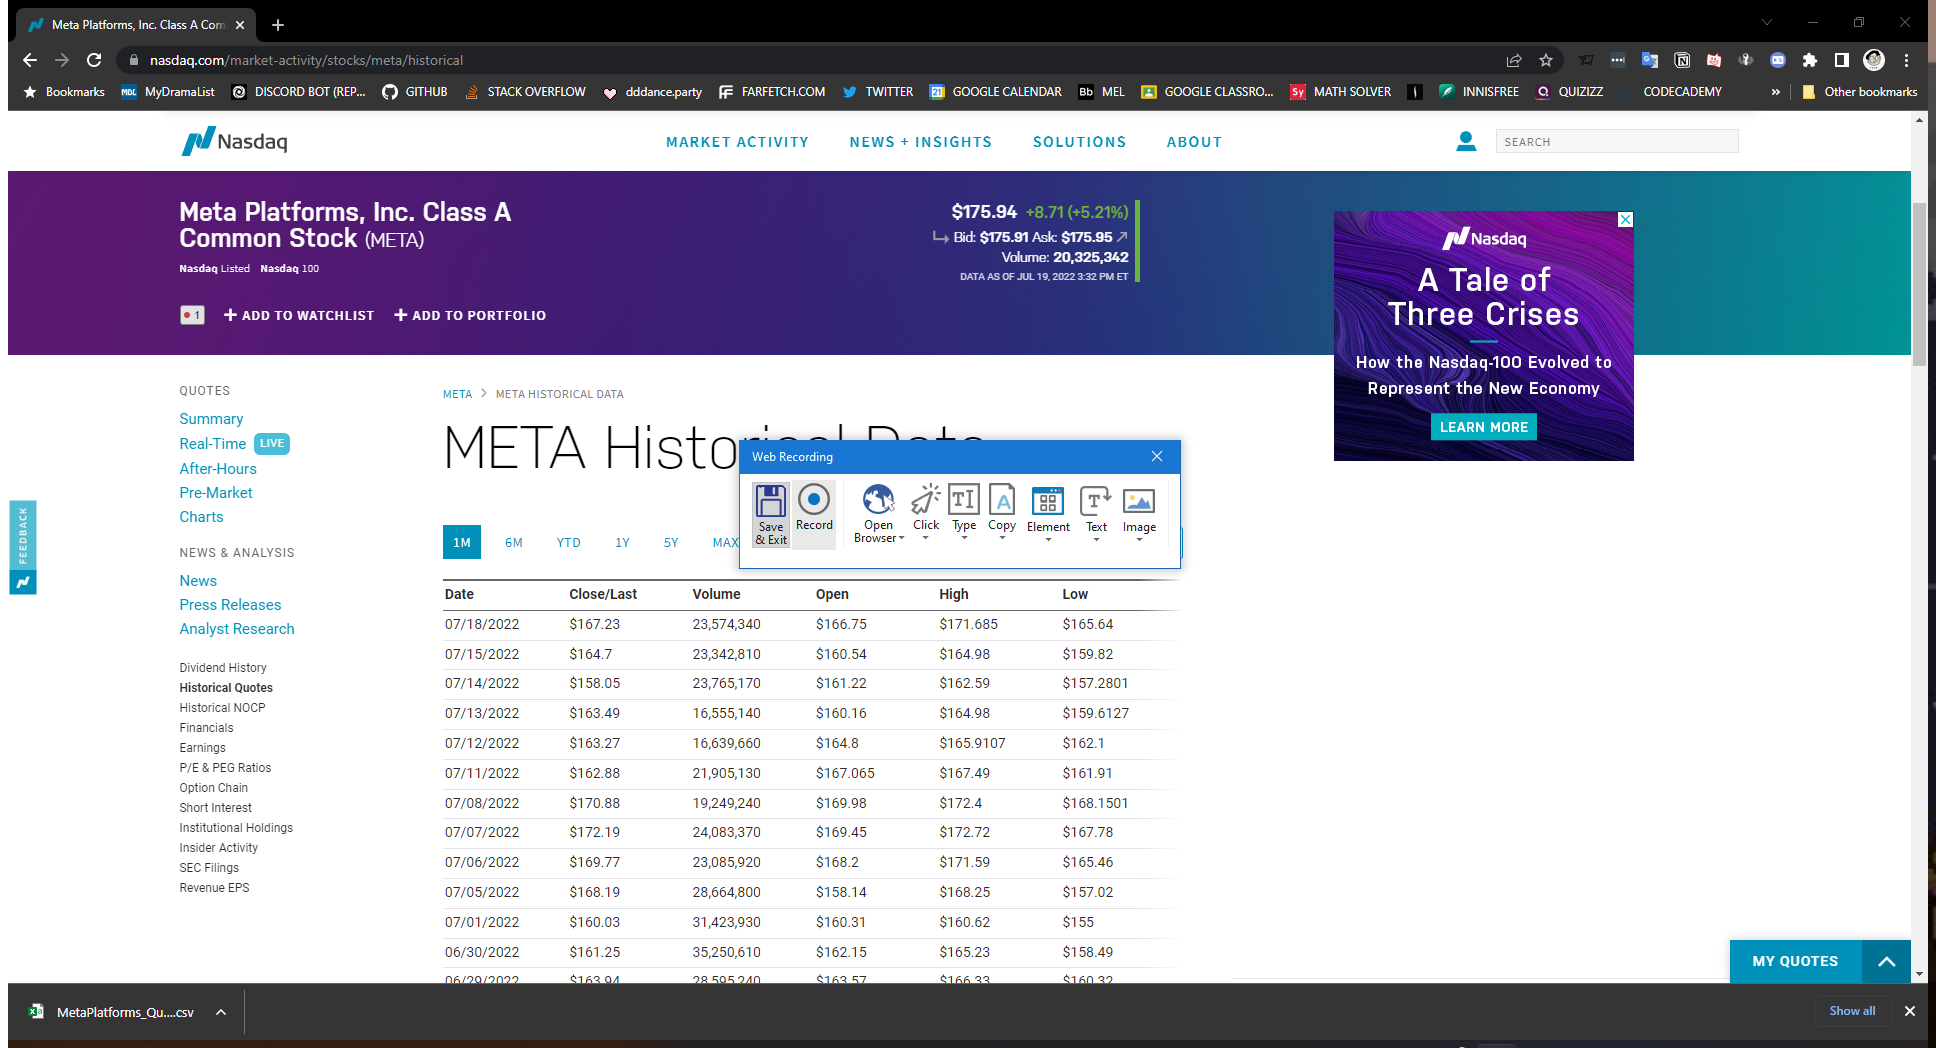 Meta Platforms, Inc. Class A Com
nasdaq.com/market-activity/stocks/meta/historical
Bookmarks MDL MyDramaList DISCORD BOT (REP... GITHUB STACK OVERFLOW dddance.party FARFETCH.COM TWITTER GOOGLE CALENDAR Bb MEL GOOGLE CLASSRO... Sy MATH SOLVER INNISFREE QUIZIZZ CODECADEMY » Other bookmarks
Nasdaq
MARKET ACTIVITY NEWS + INSIGHTS SOLUTIONS ABOUT
SEARCH
Meta Platforms, Inc. Class A
Common Stock (META)
Nasdaq Listed Nasdaq 100
1 + ADD TO WATCHLIST + ADD TO PORTFOLIO
$175.94 +8.71 (+5.21%)
Bid: $175.91 Ask: $175.95
Volume: 20,325,342
DATA AS OF JUL 19, 2022 3:32 PM ET
Nasdaq
A Tale of
Three Crises
How the Nasdaq-100 Evolved to
Represent the New Economy
LEARN MORE
FEEDBACK
QUOTES
Summary
Real-Time LIVE
After-Hours
Pre-Market
Charts
NEWS & ANALYSIS
News
Press Releases
Analyst Research
Dividend History
Historical Quotes
Historical NOCP
Financials
Earnings
P/E & PEG Ratios
Option Chain
Short Interest
Institutional Holdings
Insider Activity
SEC Filings
Revenue EPS
META > META HISTORICAL DATA
META Historical Data
Web Recording
Save & Exit Record Open Browser Click Type Copy Element Text Image
1M 6M YTD 1Y 5Y MAX
Date Close/Last Volume Open High Low
07/18/2022 $167.23 23,574,340 $166.75 $171.685 $165.64
07/15/2022 $164.7 23,342,810 $160.54 $164.98 $159.82
07/14/2022 $158.05 23,765,170 $161.22 $162.59 $157.2801
07/13/2022 $163.49 16,555,140 $160.16 $164.98 $159.6127
07/12/2022 $163.27 16,639,660 $164.8 $165.9107 $162.1
07/11/2022 $162.88 21,905,130 $167.065 $167.49 $161.91
07/08/2022 $170.88 19,249,240 $169.98 $172.4 $168.1501
07/07/2022 $172.19 24,083,370 $169.45 $172.72 $167.78
07/06/2022 $169.77 23,085,920 $168.2 $171.59 $165.46
07/05/2022 $168.19 28,664,800 $158.14 $168.25 $157.02
07/01/2022 $160.03 31,423,930 $160.31 $160.62 $155
06/30/2022 $161.25 35,250,610 $162.15 $165.23 $158.49
06/29/2022 $163.94 28,595,240 $163.57 $166.33 $160.32
MY QUOTES
MetaPlatforms_Qu....csv
Show all